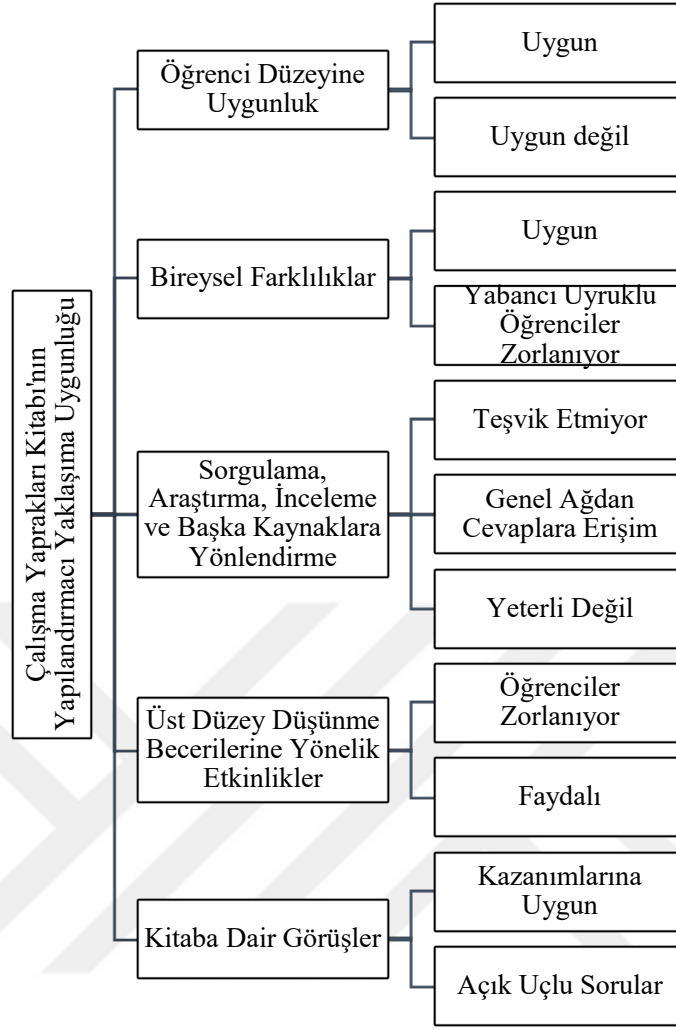 Çalışma Yaprakları Kitabı'nın
Yapılandırmacı Yaklaşıma Uygunluğu
Öğrenci Düzeyine
Uygunluk
Uygun
Uygun değil
Bireysel Farklılıklar
Uygun
Yabancı Uyruklu
Öğrenciler
Zorlanıyor
Sorgulama,
Araştırma, İnceleme
ve Başka Kaynaklara
Yönlendirme
Teşvik Etmiyor
Genel Ağdan
Cevaplara Erişim
Yeterli Değil
Üst Düzey Düşünme
Becerilerine Yönelik
Etkinlikler
Öğrenciler
Zorlanıyor
Faydalı
Kitaba Dair Görüşler
Kazanımlarına
Uygun
Açık Uçlu Sorular